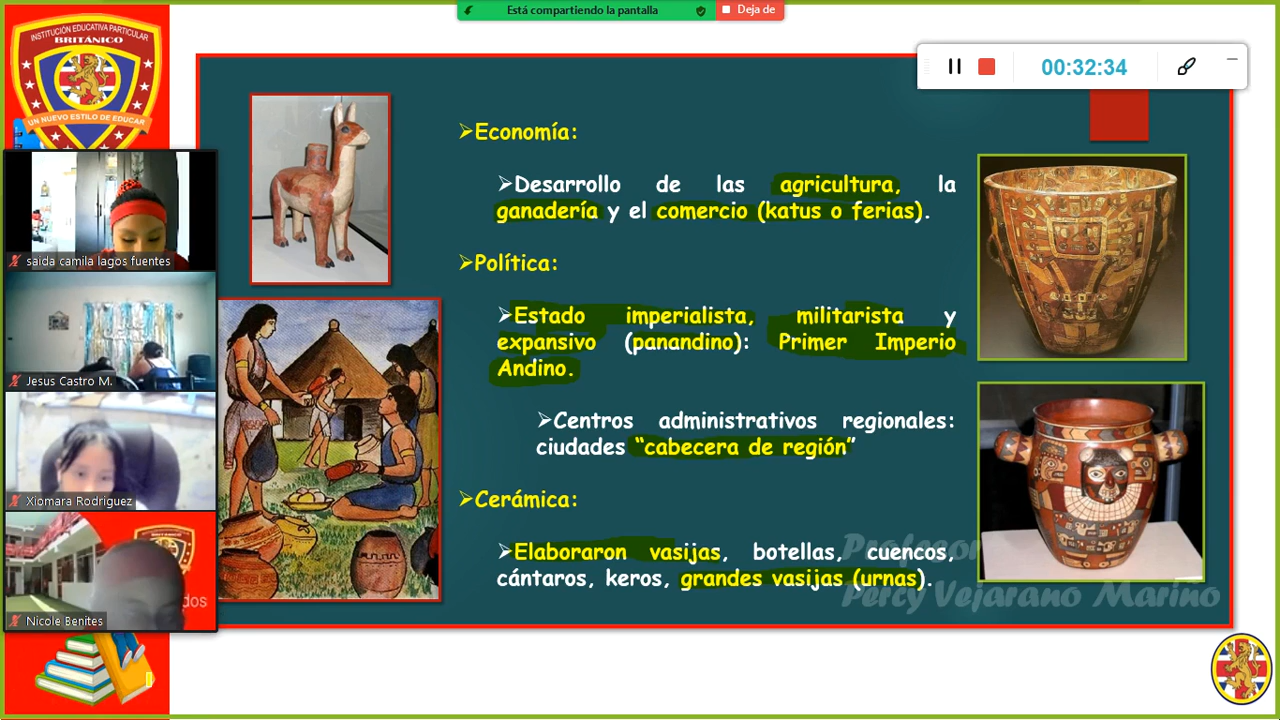 Está compartiendo la pantalla
Deja de
INSTITUCIÓN EDUCATIVA PARTICULAR
BRITÁNICO
UN NUEVO ESTILO DE EDUCAR
00:32:34
➢Economía:
➢Desarrollo de las agricultura, la
ganadería y el comercio (katus o ferias).
➢Política:
➢Estado imperialista, militarista y
expansivo (panandino): Primer Imperio
Andino.
➢Centros administrativos regionales:
ciudades “cabecera de región”
➢Cerámica:
➢Elaboraron vasijas, botellas, cuencos,
cántaros, keros, grandes vasijas (urnas).
Profesor
Percy Vejarano Mariño
saida camila lagos fuentes
Jesus Castro M.
Xiomara Rodriguez
Nicole Benites